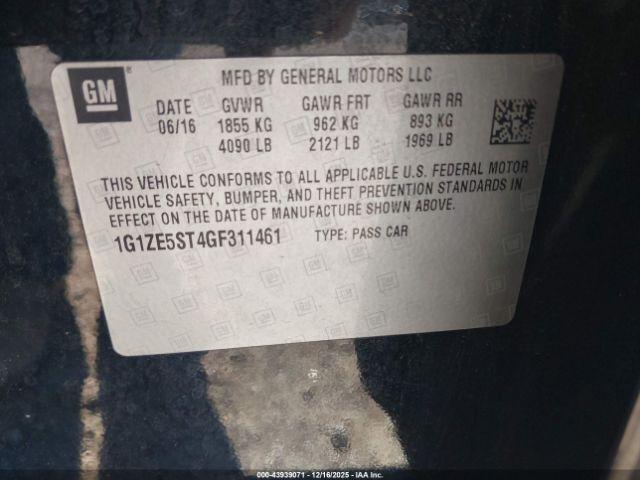 GM
MFD BY GENERAL MOTORS LLC
DATE GVWR GAWR FRT GAWR RR
06/16 1855 KG 962 KG 893 KG
4090 LB 2121 LB 1969 LB
THIS VEHICLE CONFORMS TO ALL APPLICABLE U.S. FEDERAL MOTOR
VEHICLE SAFETY, BUMPER, AND THEFT PREVENTION STANDARDS IN
EFFECT ON THE DATE OF MANUFACTURE SHOWN ABOVE.
1G1ZE5ST4GF311461 TYPE: PASS CAR
000-43939071 - 12/16/2025 - IAA Inc.